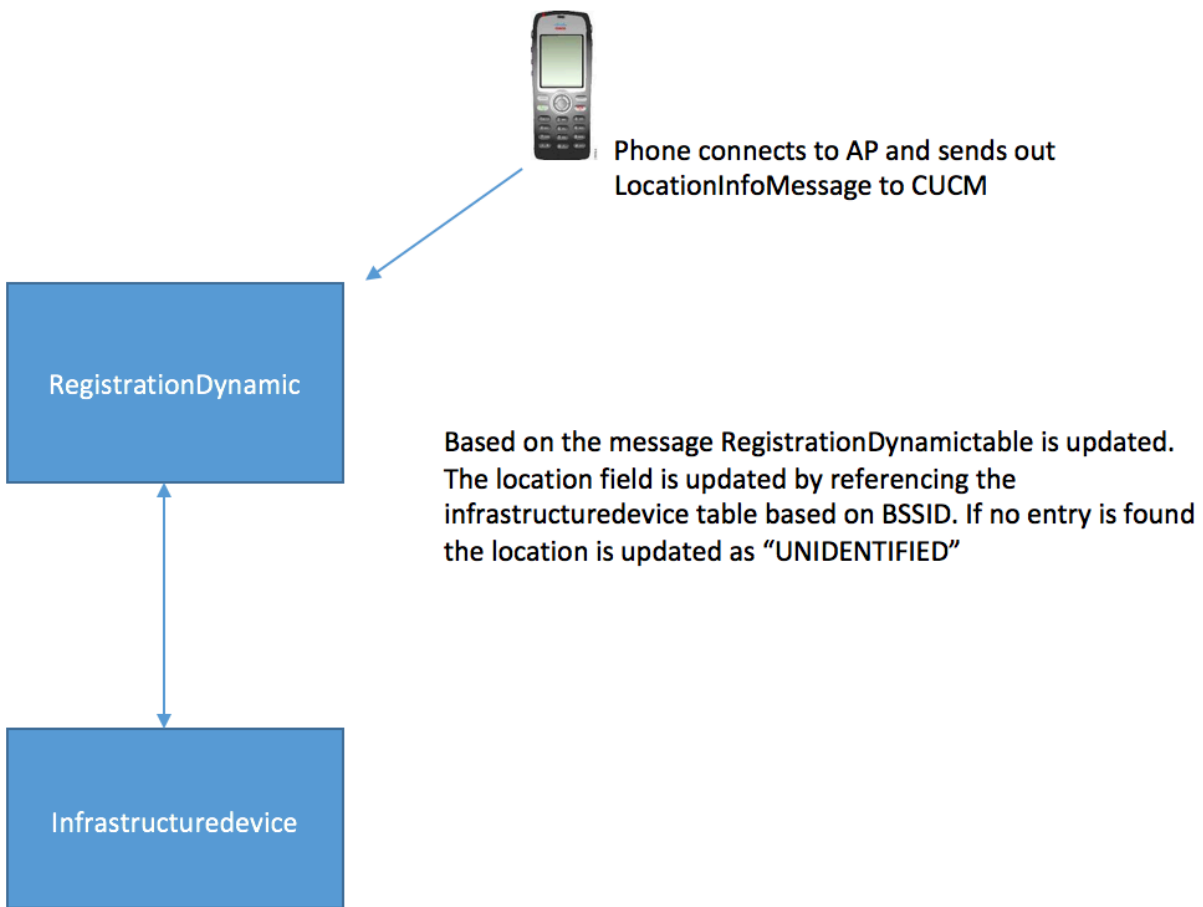 Phone connects to AP and sends out
LocationInfoMessage to CUCM
RegistrationDynamic
Based on the message RegistrationDynamictable is updated.
The location field is updated by referencing the
infrastructuredevice table based on BSSID. If no entry is found
the location is updated as “UNIDENTIFIED”
Infrastructuredevice